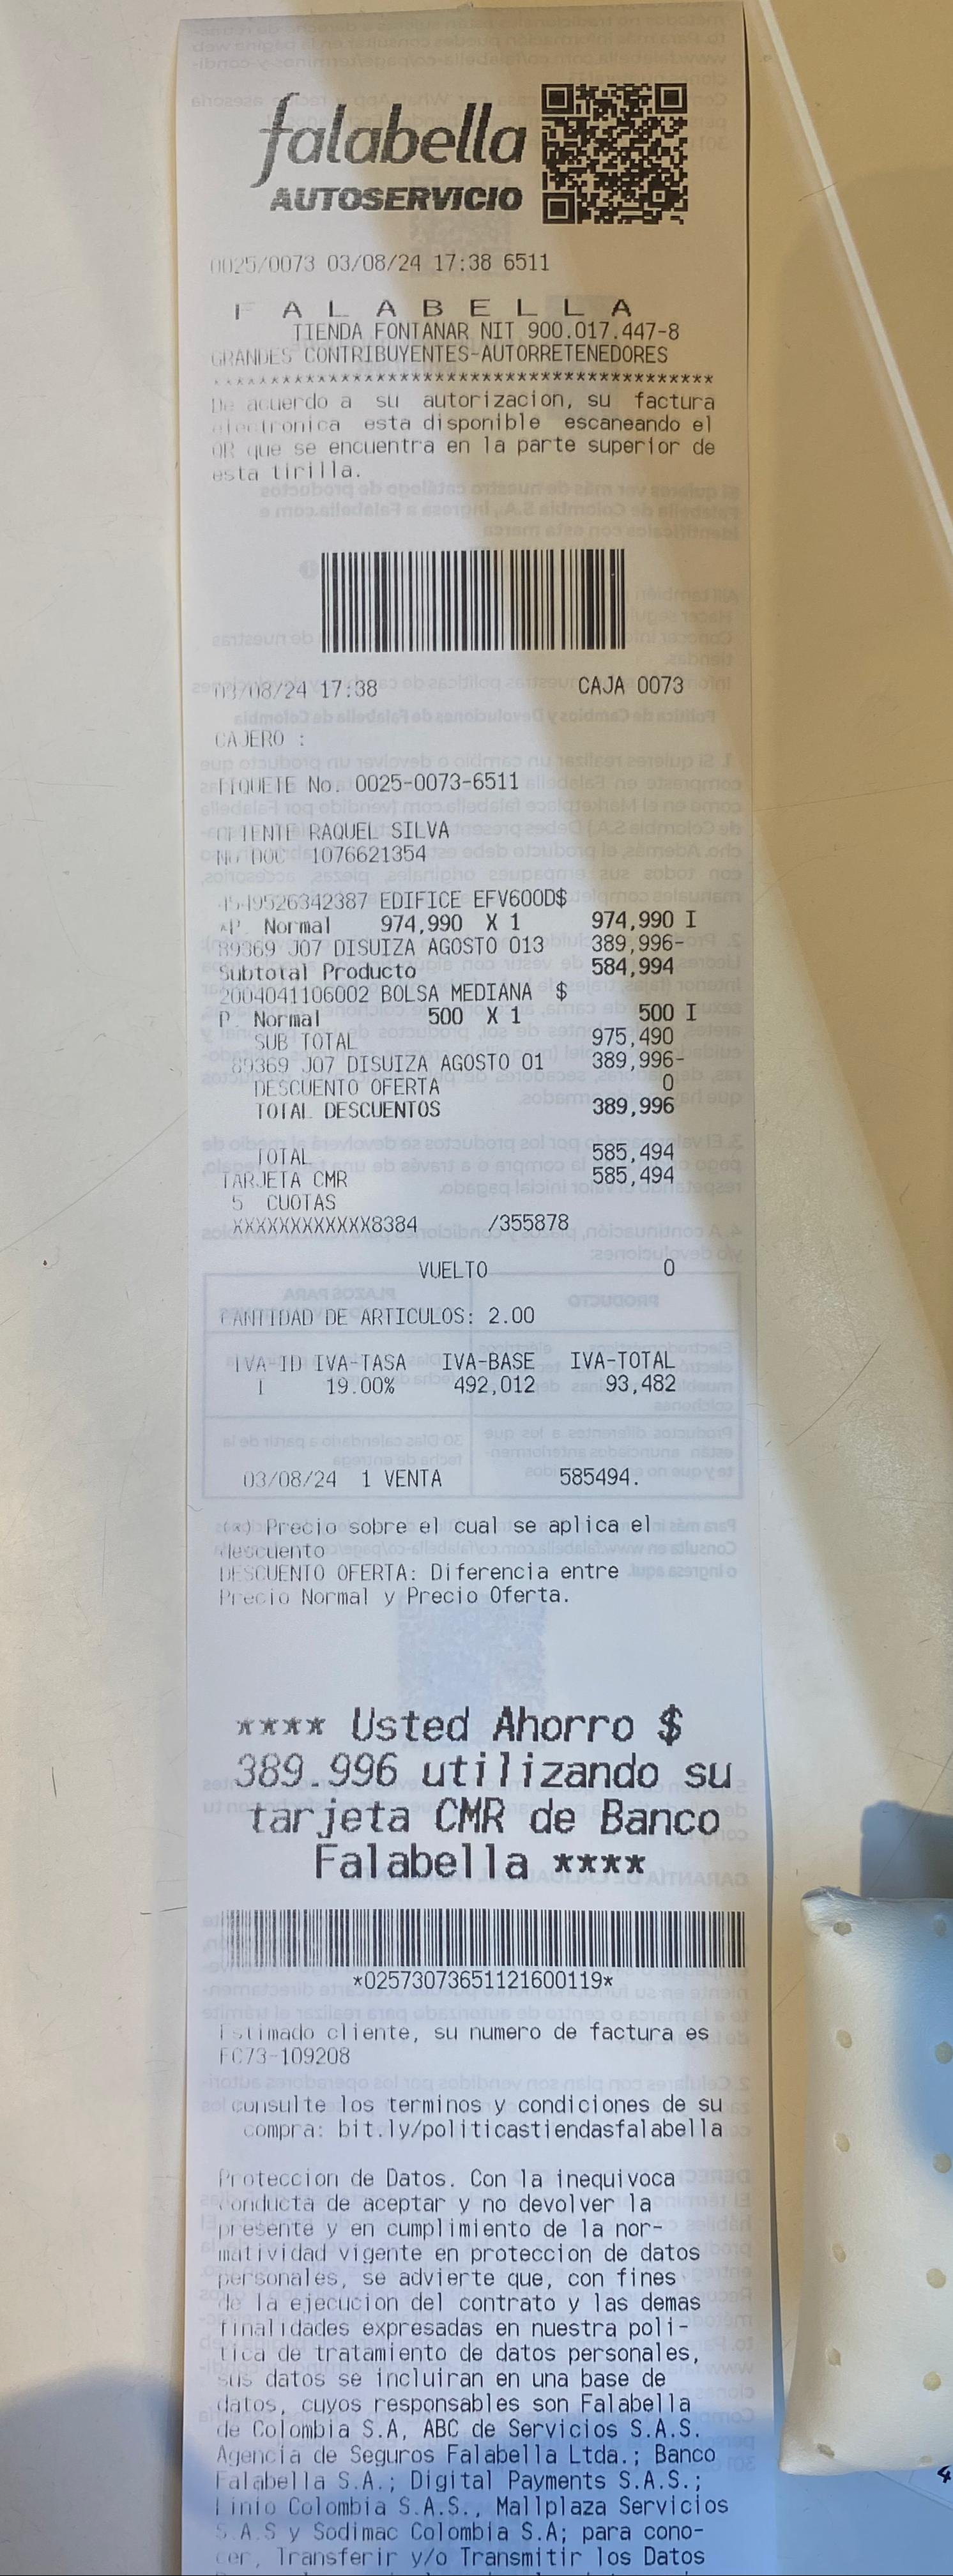 falabella
AUTOSERVICIO
0025/0073 03/08/24 17:38 6511
F A L A B E L L A
TIENDA FONTANAR NIT 900.017.447-8
GRANDES CONTRIBUYENTES-AUTORRETENEDORES
******************************************
De acuerdo a su autorizacion, su factura
electronica esta disponible escaneando el
QR que se encuentra en la parte superior de
esta tirilla.
03/08/24 17:38 CAJA 0073
CAJERO :
TIQUETE No. 0025-0073-6511
CLIENTE RAQUEL SILVA
No DOC 1076621354
4549526342387 EDIFICE EFV600D$
*P. Normal 974,990 X 1 974,990 I
89369 J07 DISUIZA AGOSTO 013 389,996-
Subtotal Producto 584,994
2004041106002 BOLSA MEDIANA $
P Normal 500 X 1 500 I
SUB TOTAL 975,490
89369 J07 DISUIZA AGOSTO 01 389,996-
DESCUENTO OFERTA 0
TOTAL DESCUENTOS 389,996
TOTAL 585,494
TARJETA CMR 585,494
5 CUOTAS
XXXXXXXXXXXX8384 /355878
VUELTO 0
CANTIDAD DE ARTICULOS: 2.00
IVA ID IVA-TASA IVA-BASE IVA-TOTAL
I 19.00% 492,012 93,482
03/08/24 1 VENTA 585494.
(*) Precio sobre el cual se aplica el
descuento
DESCUENTO OFERTA: Diferencia entre
Precio Normal y Precio Oferta.
**** Usted Ahorro $
389.996 utilizando su
tarjeta CMR de Banco
Falabella ****
*02573073651121600119*
Estimado cliente, su numero de factura es
FC73-109208
consulte los terminos y condiciones de su
compra: bit.ly/politicastiendasfalabella
Proteccion de Datos. Con la inequivoca
conducta de aceptar y no devolver la
presente y en cumplimiento de la nor-
matividad vigente en proteccion de datos
personales, se advierte que, con fines
de la ejecucion del contrato y las demas
finalidades expresadas en nuestra poli-
tica de tratamiento de datos personales,
sus datos se incluiran en una base de
datos, cuyos responsables son Falabella
de Colombia S.A, ABC de Servicios S.A.S.
Agencia de Seguros Falabella Ltda.; Banco
Falabella S.A.; Digital Payments S.A.S.;
Linio Colombia S.A.S., Mallplaza Servicios
S.A.S y Sodimac Colombia S.A; para cono-
cer, Transferir y/o Transmitir los Datos